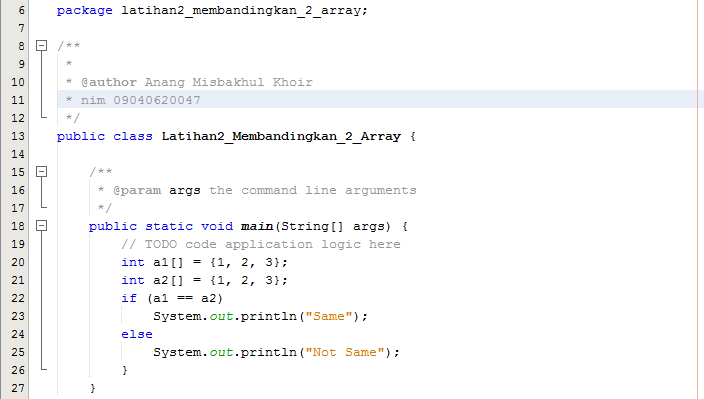 6 package latihan2_membandingkan_2_array;
7
8 /**
9  *
10  * @author Anang Misbakhul Khoir
11  * nim 09040620047
12  */
13 public class Latihan2_Membandingkan_2_Array {
14
15     /**
16      * @param args the command line arguments
17      */
18     public static void main(String[] args) {
19         // TODO code application logic here
20         int a1[] = {1, 2, 3};
21         int a2[] = {1, 2, 3};
22         if (a1 == a2)
23             System.out.println("Same");
24         else
25             System.out.println("Not Same");
26         }
27     }